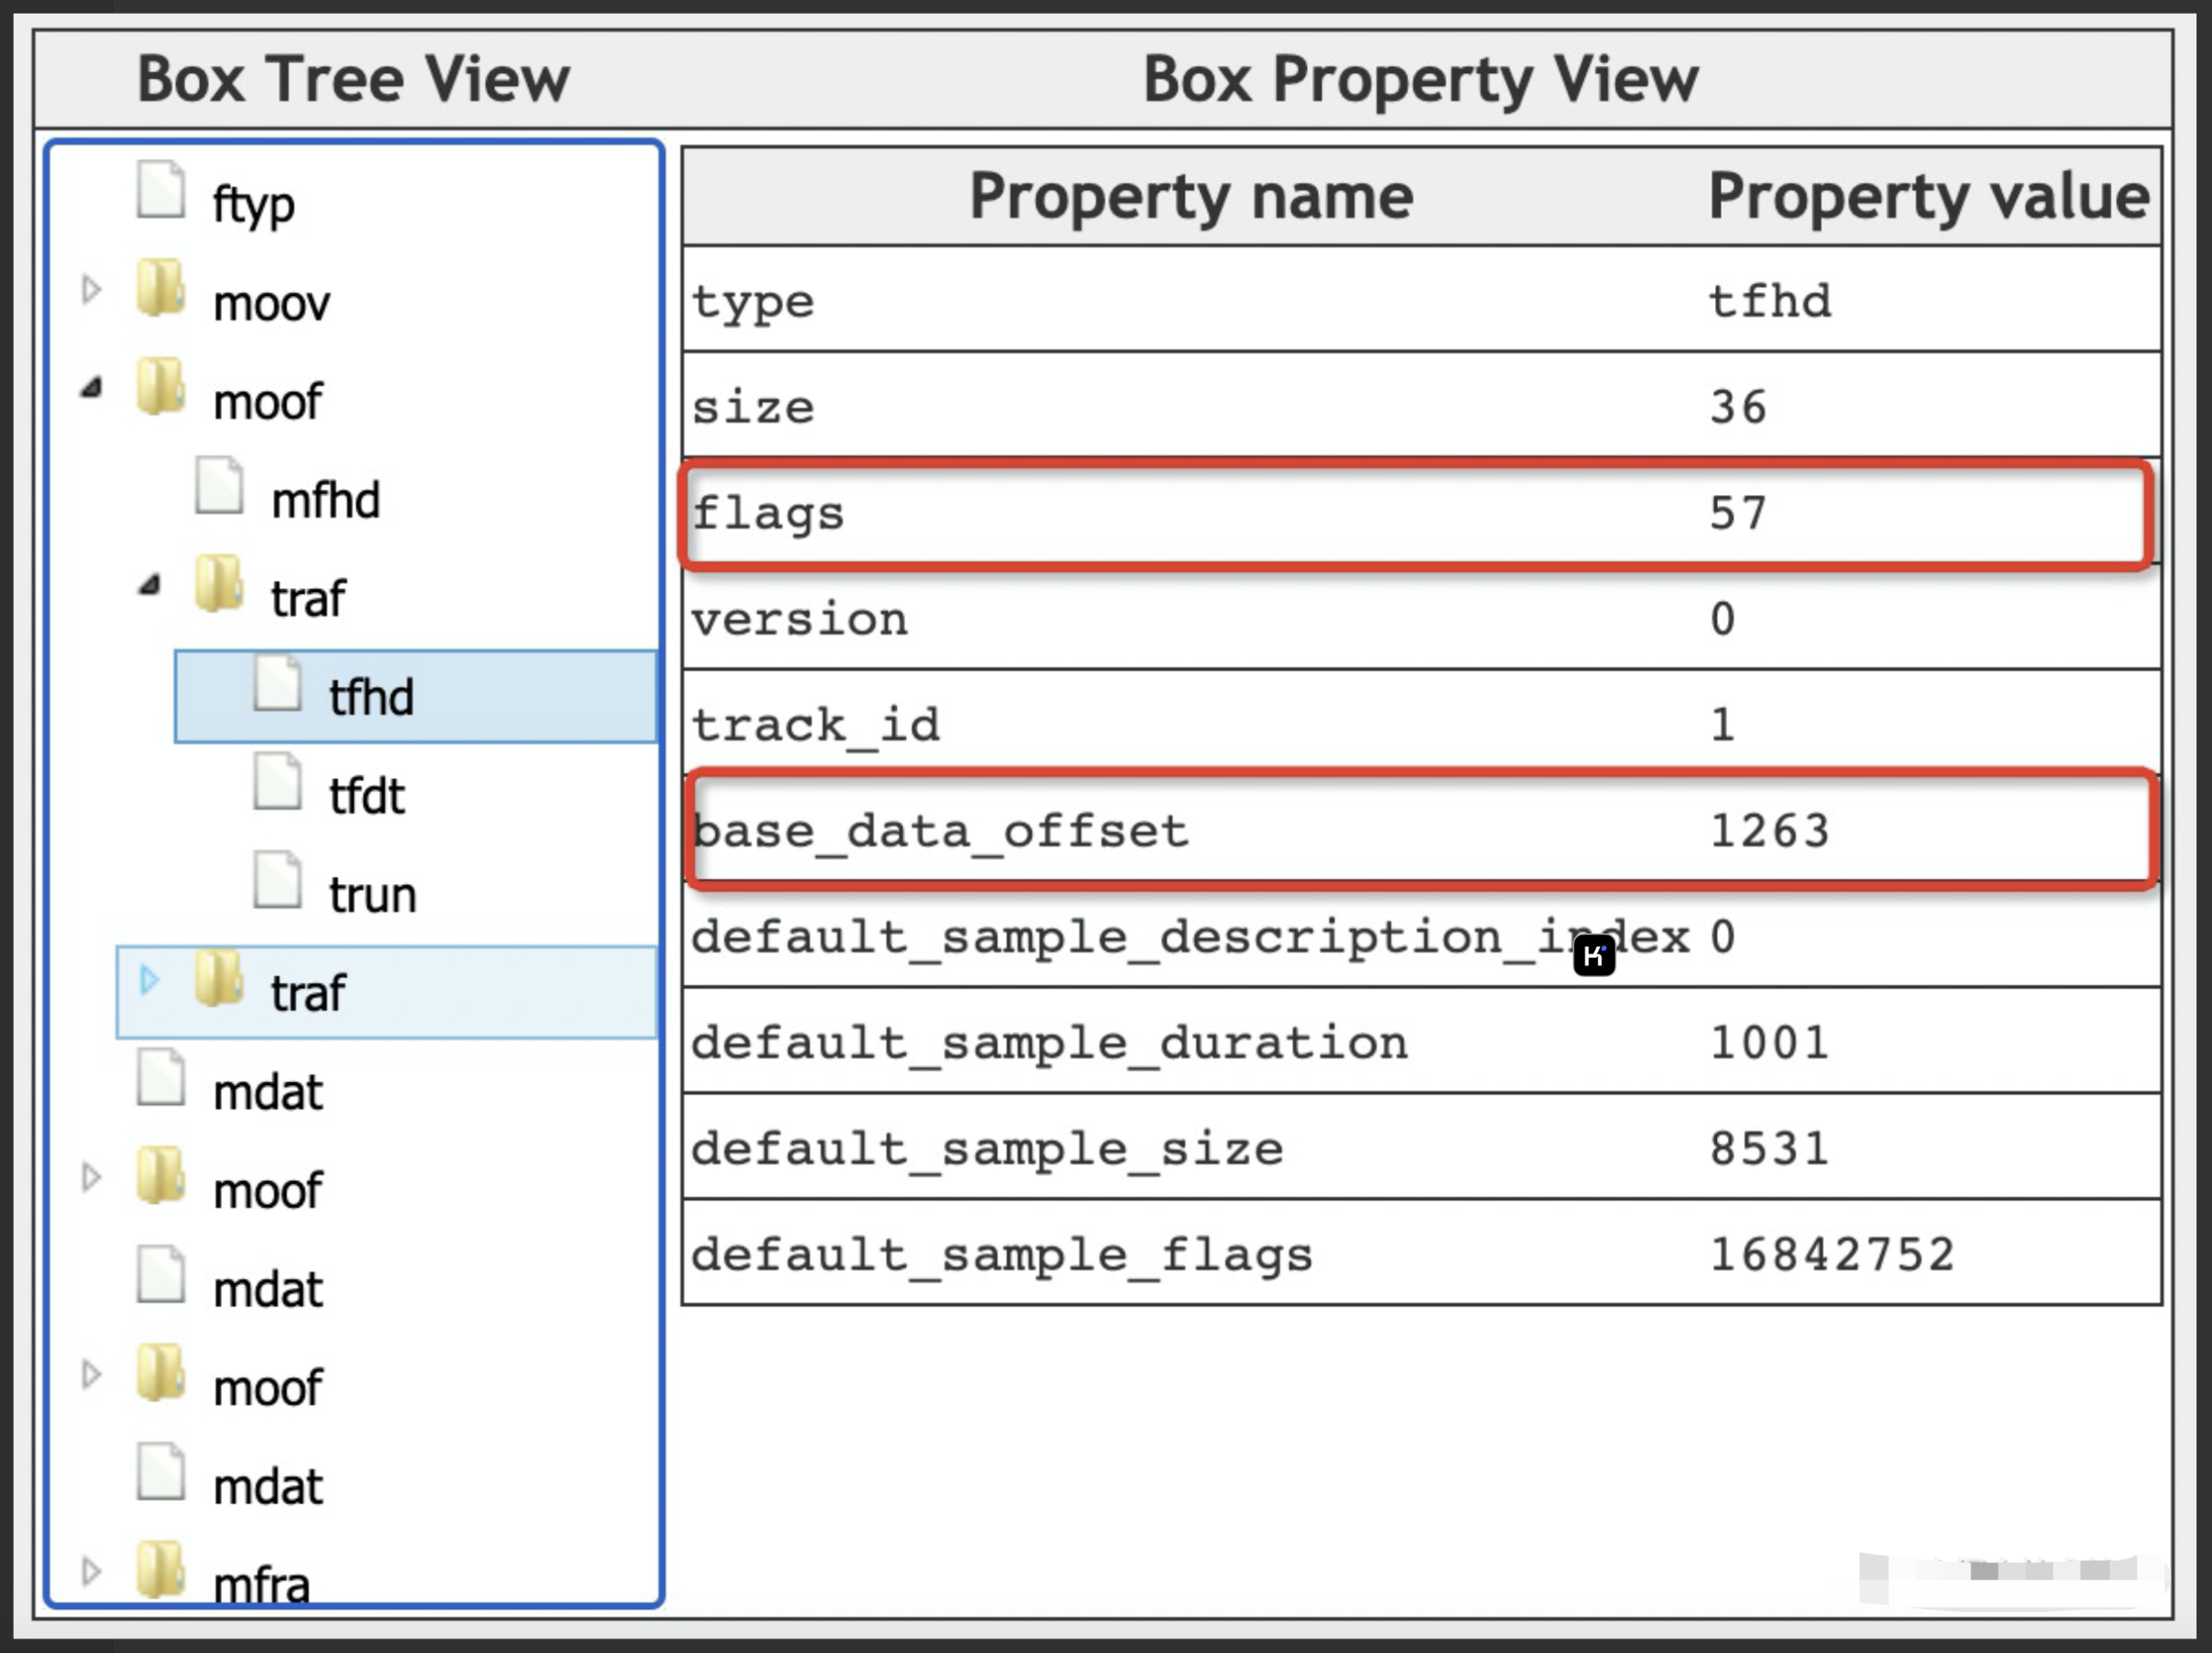 Box Tree View
Box Property View
ftyp
moov
moof
mfhd
traf
tfhd
tfdt
trun
traf
mdat
moof
mdat
moof
mdat
mfra
Property name Property value
type tfhd
size 36
flags 57
version 0
track_id 1
base_data_offset 1263
default_sample_description_index 0
default_sample_duration 1001
default_sample_size 8531
default_sample_flags 16842752